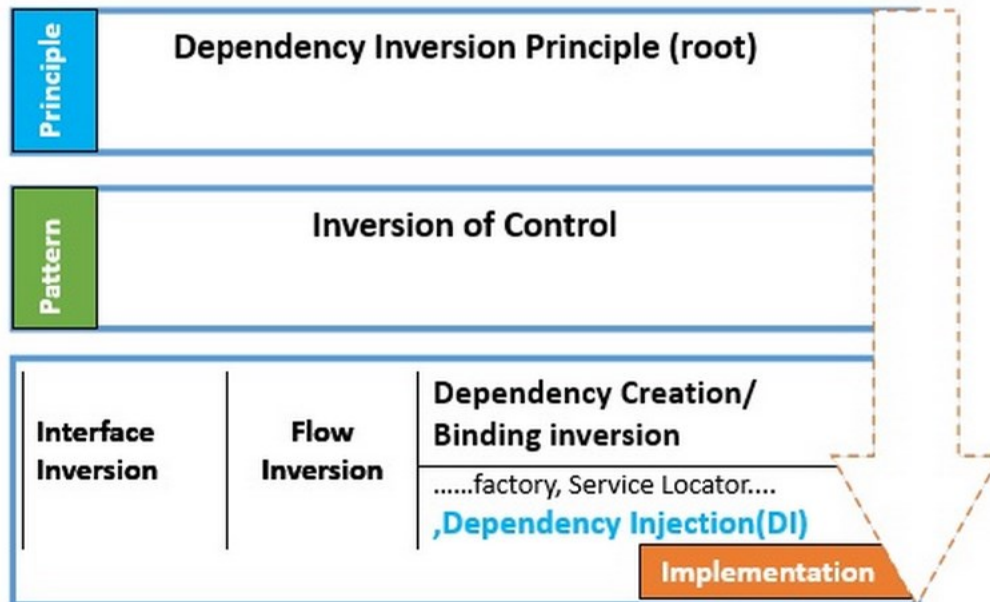 Principle
Dependency Inversion Principle (root)
Pattern
Inversion of Control
Interface
Inversion
Flow
Inversion
Dependency Creation/
Binding inversion
......factory, Service Locator....
,Dependency Injection(DI)
Implementation